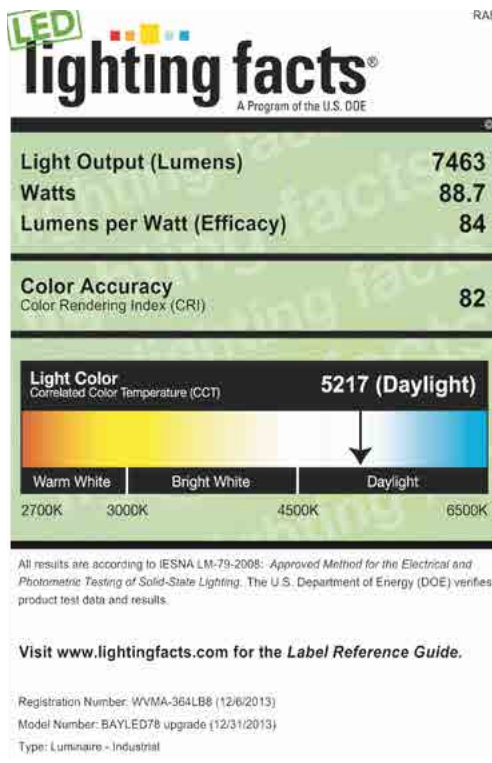 RAB
LED
lighting facts®
A Program of the U.S. DOE
Light Output (Lumens) 7463
Watts 88.7
Lumens per Watt (Efficacy) 84
Color Accuracy 82
Color Rendering Index (CRI)
Light Color 5217 (Daylight)
Correlated Color Temperature (CCT)
Warm White Bright White Daylight
2700K 3000K 4500K 6500K
All results are according to IESNA LM-79-2008: Approved Method for the Electrical and
Photometric Testing of Solid-State Lighting. The U.S. Department of Energy (DOE) verifies
product test data and results.
Visit www.lightingfacts.com for the Label Reference Guide.
Registration Number: WVMA-364LB8 (12/6/2013)
Model Number: BAYLED78 upgrade (12/31/2013)
Type: Luminaire - Industrial